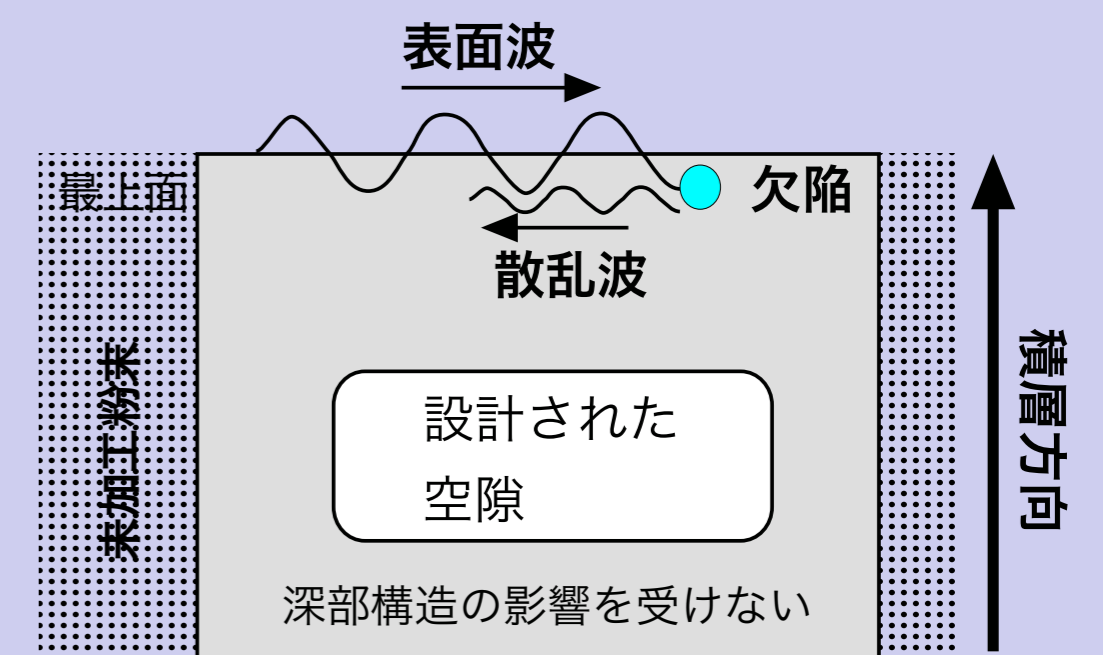 表面波
最上面
欠陥
散乱波
積層方向
未加工粉末
設計された
空隙
深部構造の影響を受けない